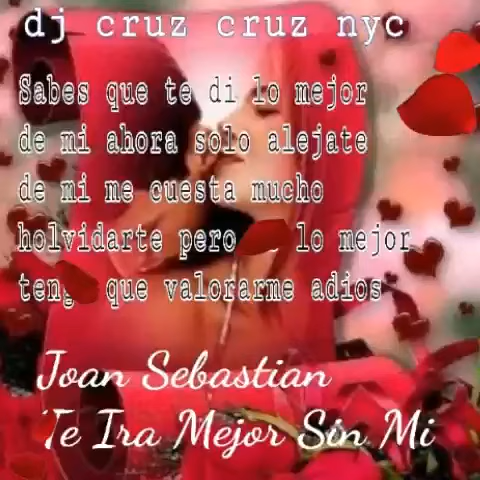 dj cruz cruz nyc
Sabes que te di lo mejor
de mi ahora solo alejate
de mi me cuesta mucho
holvidarte pero lo mejor
que valorarme adios
Joan Sebastian
Te Ira Mejor Sin Mi